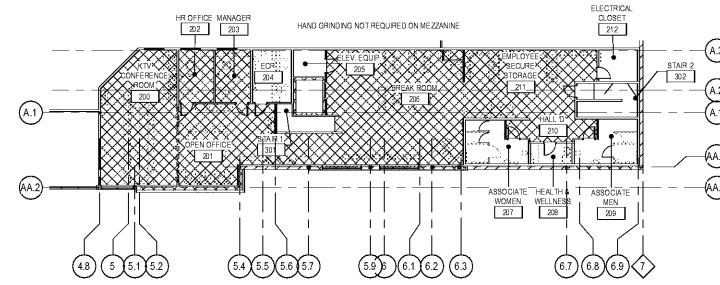 ELECTRICAL
CLOSET
212
HR OFFICE
202
MANAGER
203
HAND GRINDING NOT REQUIRED ON MEZZANINE
KTV
CONFERENCE
ROOM
200
ECR
204
ELEV. EQUIP.
205
EMPLOYEE
SECURE
STORAGE
211
STAIR 2
302
BREAK ROOM
206
HALL 'D'
210
OPEN OFFICE
201
STAIR 1
301
ASSOCIATE
WOMEN
207
HEALTH &
WELLNESS
208
ASSOCIATE
MEN
209
A.1
AA.2
A.3
A.2
A.1
AA.
AA.
4.8
5
5.1
5.2
5.4
5.5
5.6
5.7
5.9
6
6.1
6.2
6.3
6.7
6.8
6.9
7